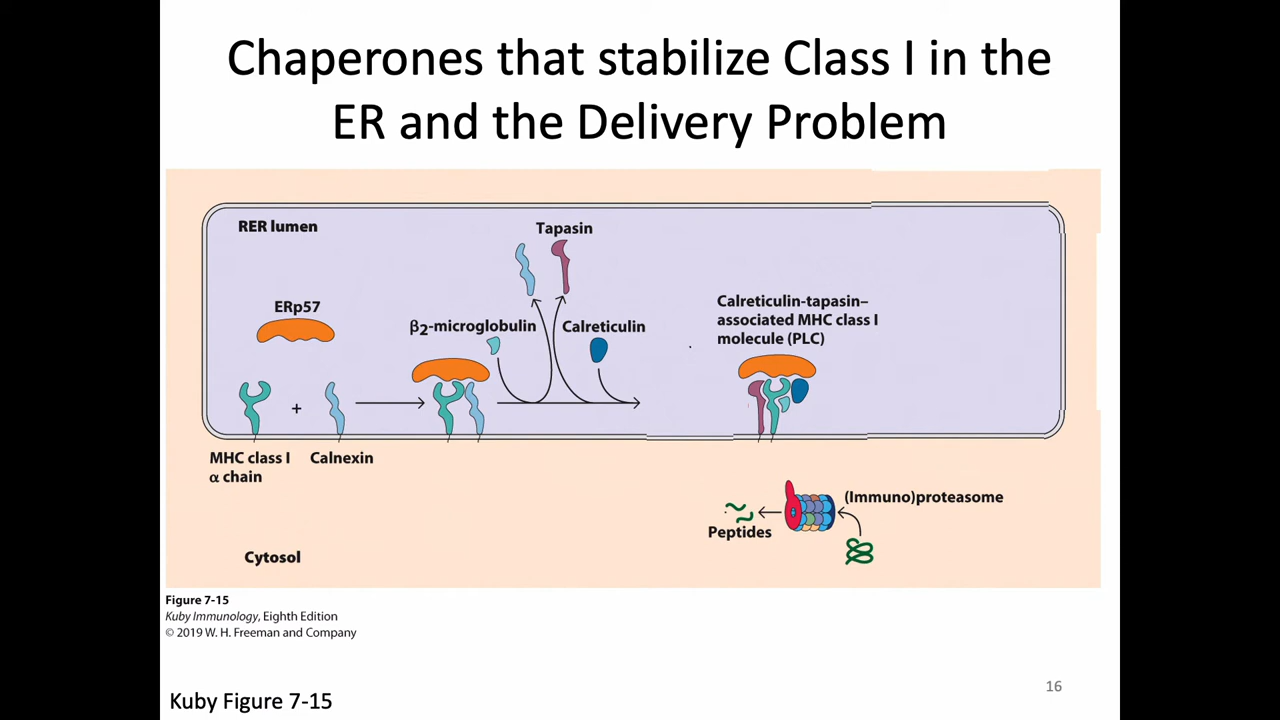 Chaperones that stabilize Class I in the
ER and the Delivery Problem
RER lumen
Tapasin
ERp57
β2-microglobulin
Calreticulin
Calreticulin-tapasin–
associated MHC class I
molecule (PLC)
+
MHC class I
α chain
Calnexin
(Immuno)proteasome
Peptides
Cytosol
Figure 7-15
Kuby Immunology, Eighth Edition
© 2019 W. H. Freeman and Company
16
Kuby Figure 7-15